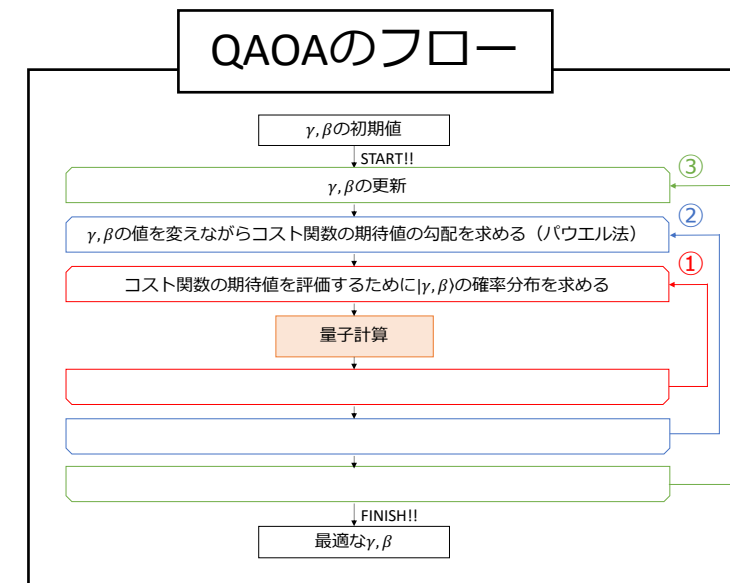 QAOAのフロー
γ, βの初期値
START!!
③
γ, βの更新
②
γ, βの値を変えながらコスト関数の期待値の勾配を求める（パウエル法）
①
コスト関数の期待値を評価するために|γ, β⟩の確率分布を求める
量子計算
FINISH!!
最適なγ, β